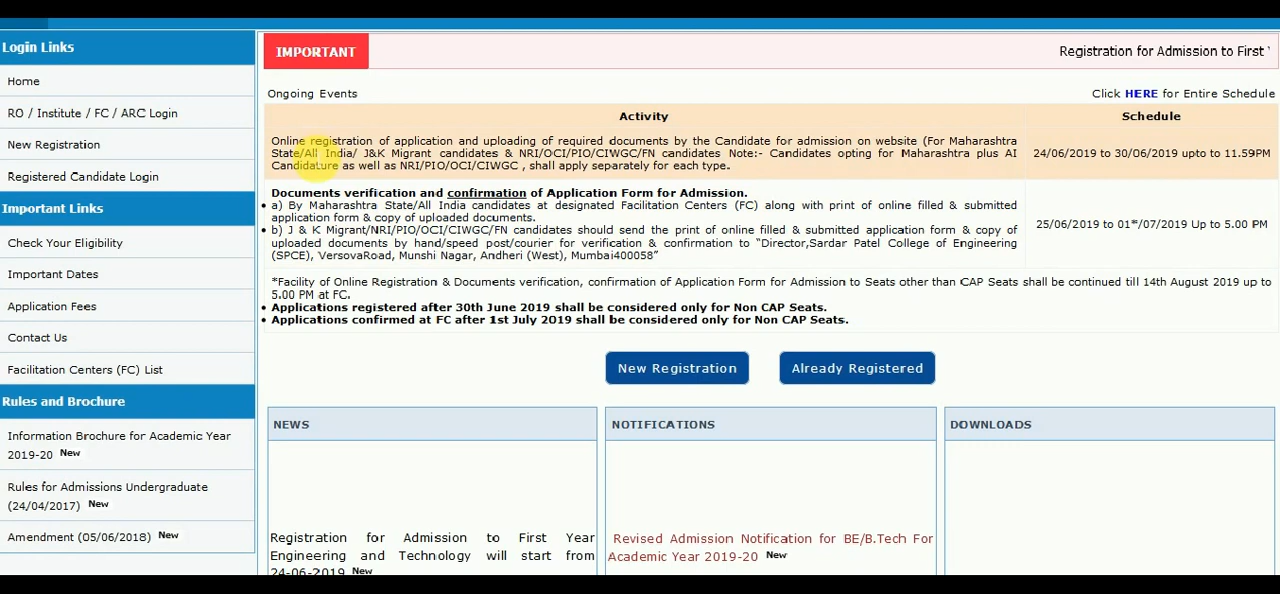 Login Links
Home
RO / Institute / FC / ARC Login
New Registration
Registered Candidate Login
Important Links
Check Your Eligibility
Important Dates
Application Fees
Contact Us
Facilitation Centers (FC) List
Rules and Brochure
Information Brochure for Academic Year
2019-20 New
Rules for Admissions Undergraduate
(24/04/2017) New
Amendment (05/06/2018) New
IMPORTANT
Registration for Admission to First
Ongoing Events
Click HERE for Entire Schedule
Activity
Schedule
Online registration of application and uploading of required documents by the Candidate for admission on website (For Maharashtra
State/All India/ J&K Migrant candidates & NRI/OCI/PIO/CIWGC/FN candidates Note:- Candidates opting for Maharashtra plus AI
Candidature as well as NRI/PIO/OCI/CIWGC , shall apply separately for each type.
24/06/2019 to 30/06/2019 upto to 11.59PM
Documents verification and confirmation of Application Form for Admission.
• a) By Maharashtra State/All India candidates at designated Facilitation Centers (FC) along with print of online filled & submitted
application form & copy of uploaded documents.
• b) J & K Migrant/NRI/PIO/OCI/CIWGC/FN candidates should send the print of online filled & submitted application form & copy of
uploaded documents by hand/speed post/courier for verification & confirmation to “Director,Sardar Patel College of Engineering
(SPCE), VersovaRoad, Munshi Nagar, Andheri (West), Mumbai400058”
25/06/2019 to 01*/07/2019 Up to 5.00 PM
*Facility of Online Registration & Documents verification, confirmation of Application Form for Admission to Seats other than CAP Seats shall be continued till 14th August 2019 up to
5.00 PM at FC.
• Applications registered after 30th June 2019 shall be considered only for Non CAP Seats.
• Applications confirmed at FC after 1st July 2019 shall be considered only for Non CAP Seats.
New Registration
Already Registered
NEWS
Registration for Admission to First Year
Engineering and Technology will start from
24-06-2019 New
NOTIFICATIONS
Revised Admission Notification for BE/B.Tech For
Academic Year 2019-20 New
DOWNLOADS